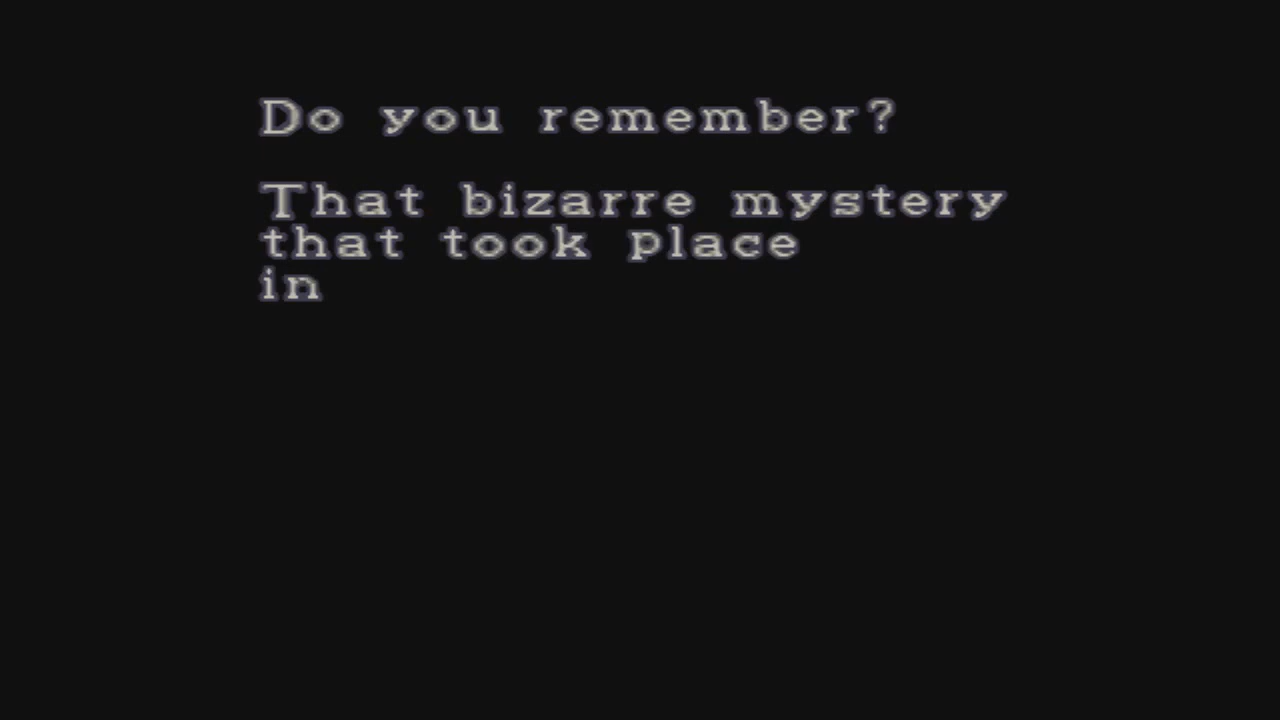 Do you remember?
That bizarre mystery
that took place
in